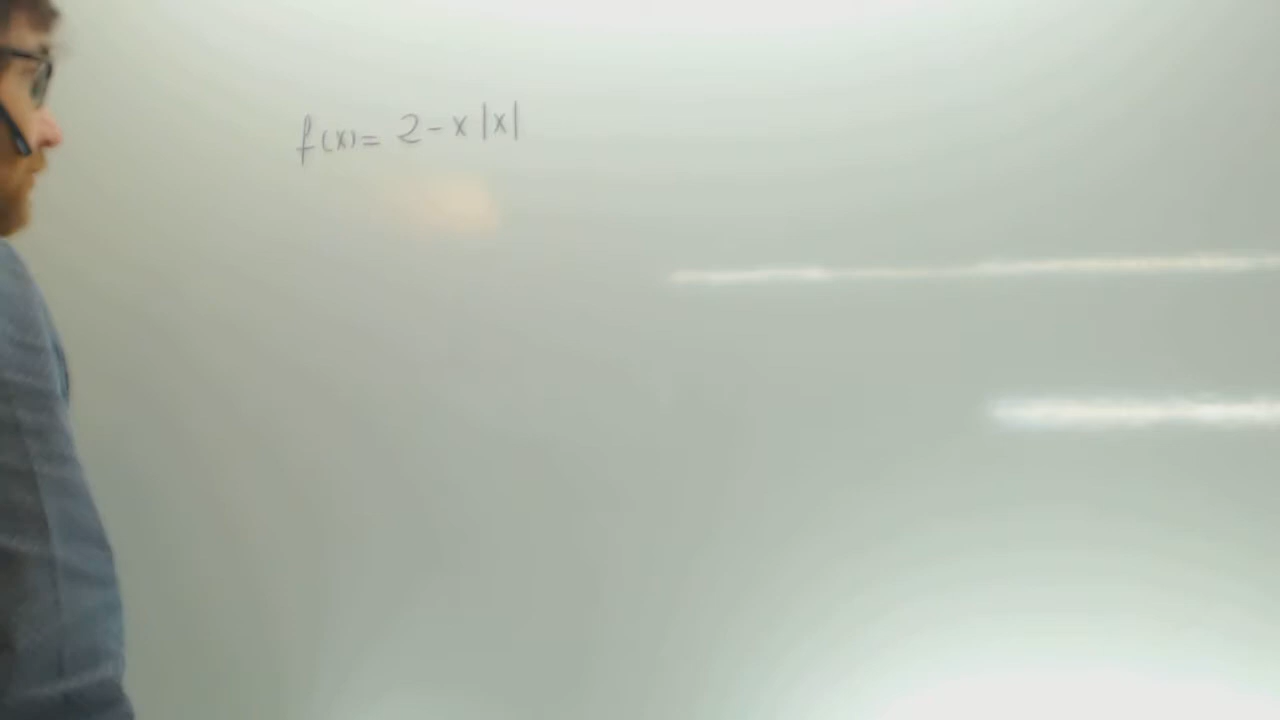 f(x) = 2 - x |x|